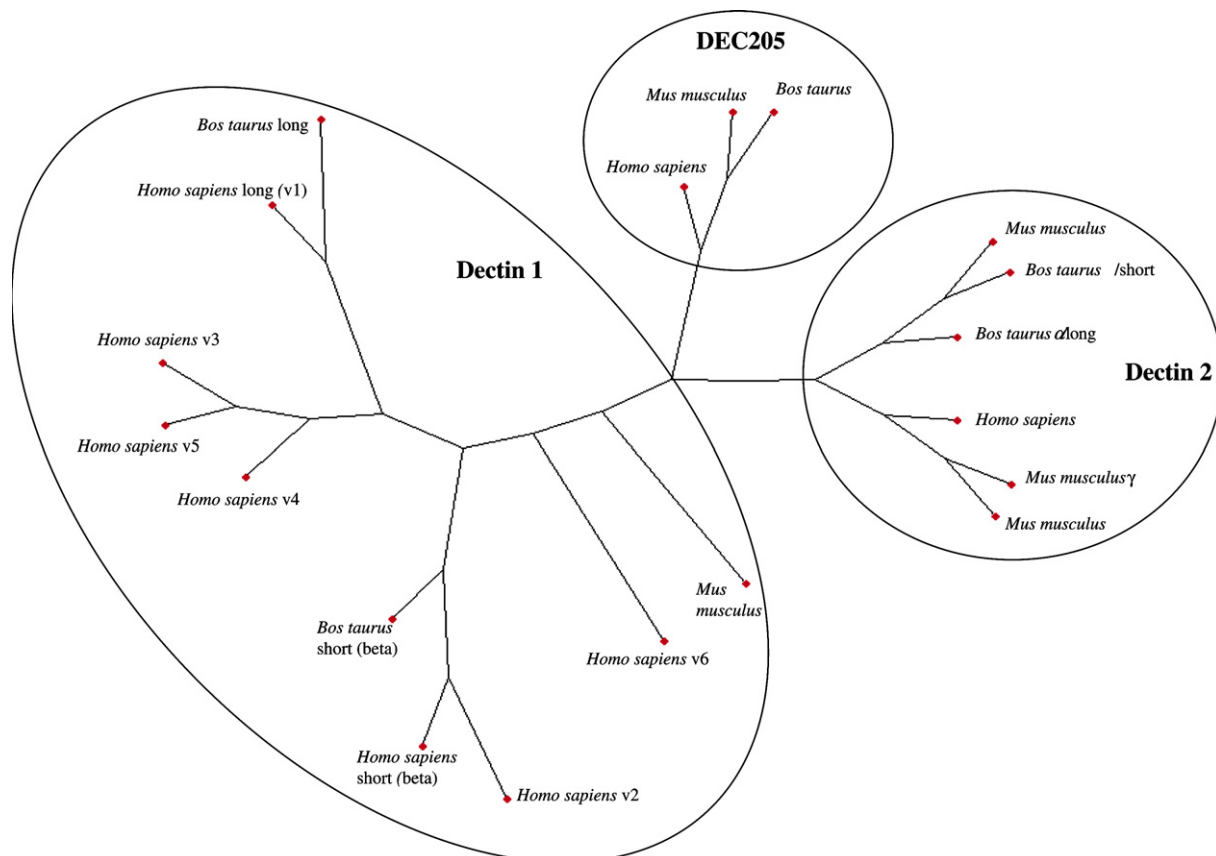 DEC205
Mus musculus
Bos taurus
Homo sapiens
Bos taurus long
Homo sapiens long (v1)
Dectin 1
Homo sapiens v3
Homo sapiens v5
Homo sapiens v4
Bos taurus
short (beta)
Homo sapiens
short (beta)
Homo sapiens v2
Homo sapiens v6
Mus
musculus
Mus musculus
Bos taurus /short
Bos taurus α/long
Dectin 2
Homo sapiens
Mus musculus γ
Mus musculus